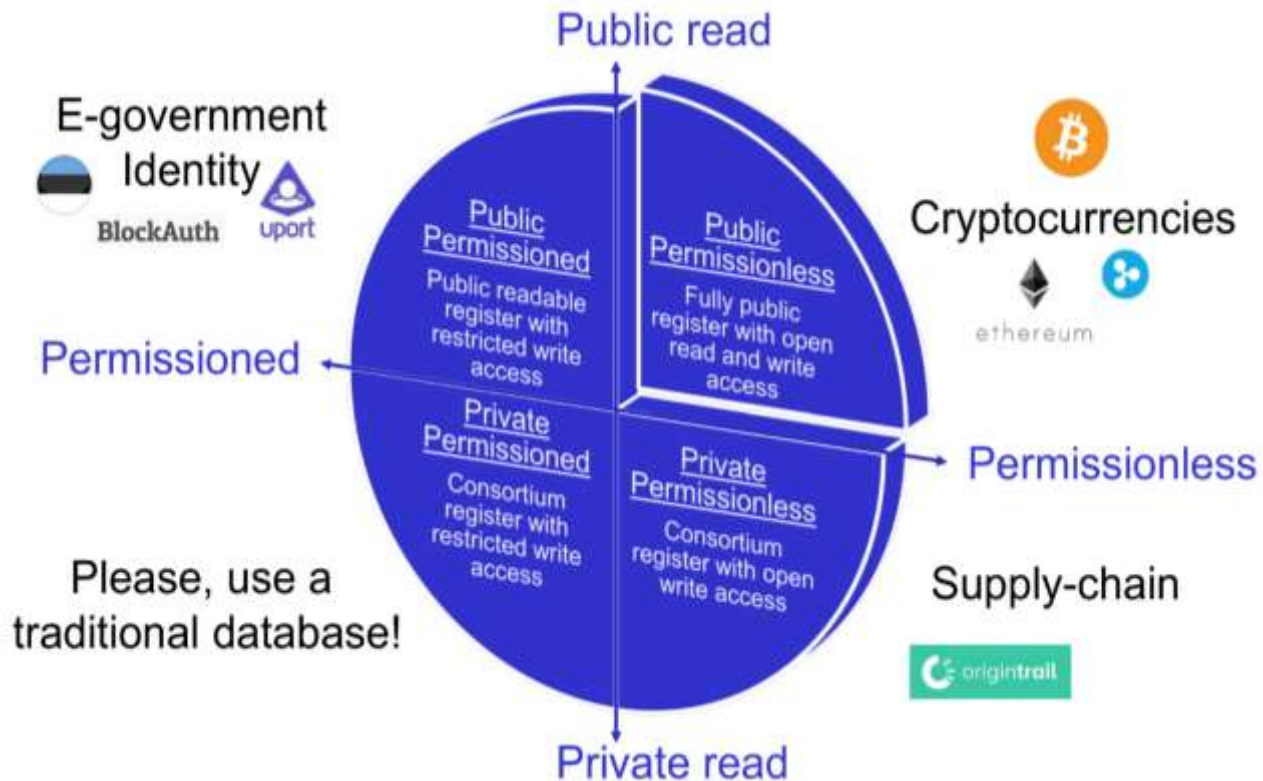 Public read
E-government
Identity
BlockAuth
uport
Cryptocurrencies
ethereum
Public
Permissioned
Public readable
register with
restricted write
access
Public
Permissionless
Fully public
register with open
read and write
access
Permissioned
Permissionless
Private
Permissioned
Consortium
register with
restricted write
access
Private
Permissionless
Consortium
register with open
write access
Please, use a
traditional database!
Supply-chain
origintrail
Private read